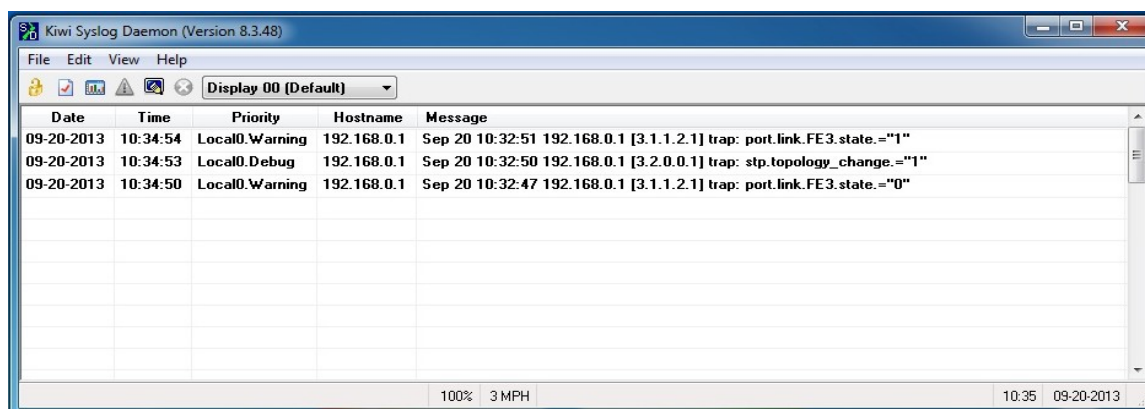 Kiwi Syslog Daemon (Version 8.3.48)
File Edit View Help
Display 00 (Default)
Date Time Priority Hostname Message
09-20-2013 10:34:54 Local0.Warning 192.168.0.1 Sep 20 10:32:51 192.168.0.1 [3.1.1.2.1] trap: port.link.FE3.state.="1"
09-20-2013 10:34:53 Local0.Debug 192.168.0.1 Sep 20 10:32:50 192.168.0.1 [3.2.0.0.1] trap: stp.topology_change.="1"
09-20-2013 10:34:50 Local0.Warning 192.168.0.1 Sep 20 10:32:47 192.168.0.1 [3.1.1.2.1] trap: port.link.FE3.state.="0"
100% 3 MPH 10:35 09-20-2013